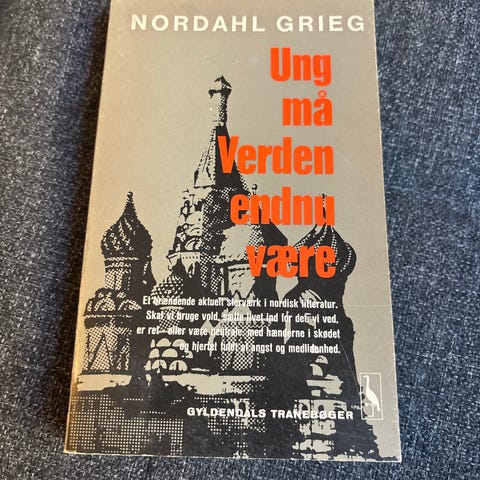 NORDAHL GRIEG
Ung
må
Verden
endnu
være
Et brændende aktuelt storværk i nordisk litteratur.
Skal vi bruge vold, sætte livet ind for det, vi ved,
er ret – eller være neutrale, med hænderne i skødet
og hjertet fuldt af angst og medlidenhed.
GYLDENDALS TRANEBØGER